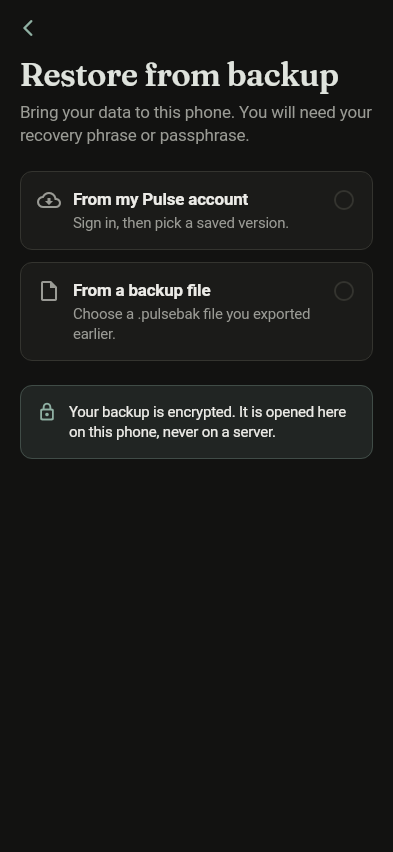 Restore from backup
Bring your data to this phone. You will need your
recovery phrase or passphrase.
From my Pulse account
Sign in, then pick a saved version.
From a backup file
Choose a .pulsebak file you exported
earlier.
Your backup is encrypted. It is opened here
on this phone, never on a server.